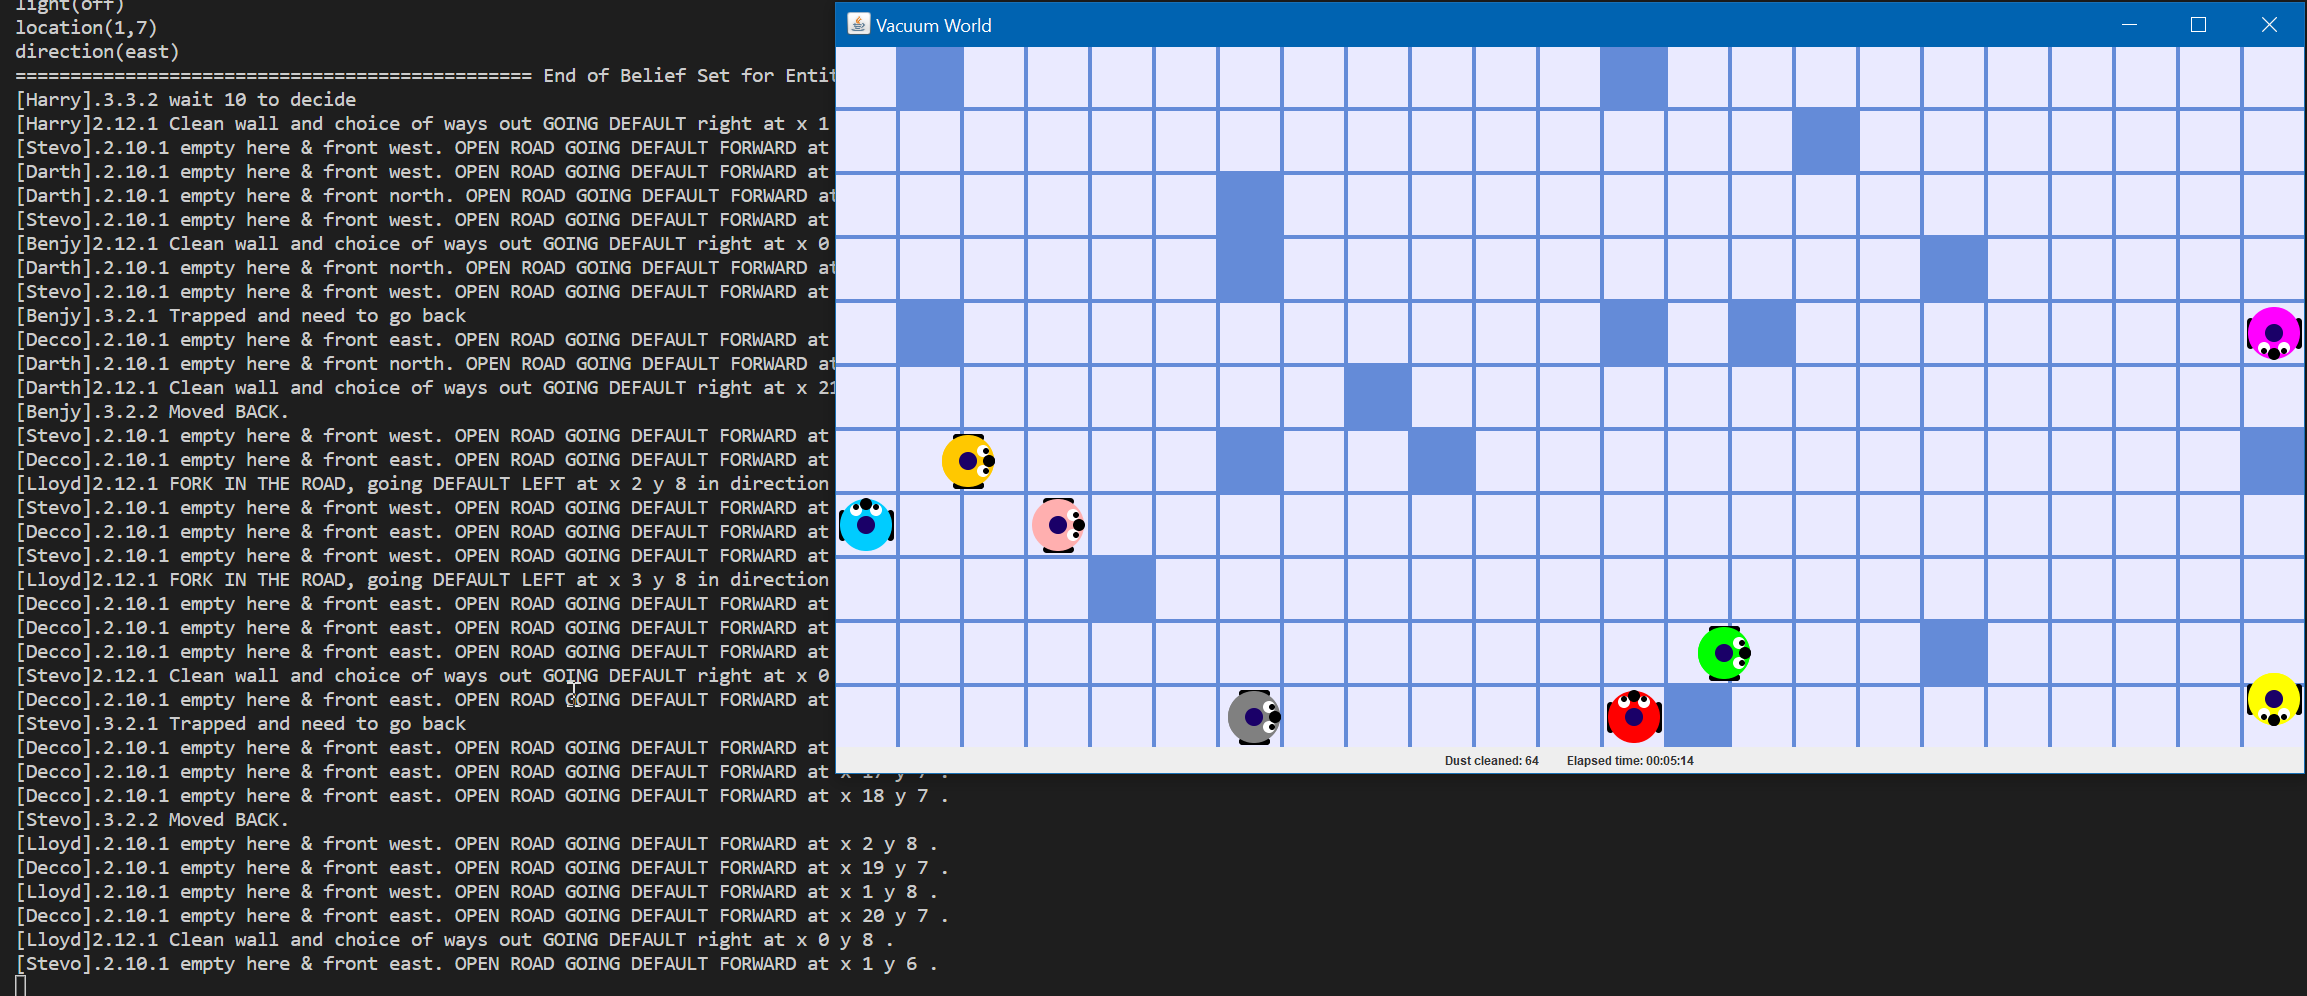 light(off)
location(1,7)
direction(east)
=============================================== End of Belief Set for Entit
[Harry].3.3.2 wait 10 to decide
[Harry]2.12.1 Clean wall and choice of ways out GOING DEFAULT right at x 1
[Stevo].2.10.1 empty here & front west. OPEN ROAD GOING DEFAULT FORWARD at
[Darth].2.10.1 empty here & front west. OPEN ROAD GOING DEFAULT FORWARD at
[Darth].2.10.1 empty here & front north. OPEN ROAD GOING DEFAULT FORWARD at
[Stevo].2.10.1 empty here & front west. OPEN ROAD GOING DEFAULT FORWARD at
[Benjy]2.12.1 Clean wall and choice of ways out GOING DEFAULT right at x 0
[Darth].2.10.1 empty here & front north. OPEN ROAD GOING DEFAULT FORWARD at
[Stevo].2.10.1 empty here & front west. OPEN ROAD GOING DEFAULT FORWARD at
[Benjy].3.2.1 Trapped and need to go back
[Decco].2.10.1 empty here & front east. OPEN ROAD GOING DEFAULT FORWARD at
[Darth].2.10.1 empty here & front north. OPEN ROAD GOING DEFAULT FORWARD at
[Darth]2.12.1 Clean wall and choice of ways out GOING DEFAULT right at x 21
[Benjy].3.2.2 Moved BACK.
[Stevo].2.10.1 empty here & front west. OPEN ROAD GOING DEFAULT FORWARD at
[Decco].2.10.1 empty here & front east. OPEN ROAD GOING DEFAULT FORWARD at
[Lloyd]2.12.1 FORK IN THE ROAD, going DEFAULT LEFT at x 2 y 8 in direction
[Stevo].2.10.1 empty here & front west. OPEN ROAD GOING DEFAULT FORWARD at
[Decco].2.10.1 empty here & front east. OPEN ROAD GOING DEFAULT FORWARD at
[Stevo].2.10.1 empty here & front west. OPEN ROAD GOING DEFAULT FORWARD at
[Lloyd]2.12.1 FORK IN THE ROAD, going DEFAULT LEFT at x 3 y 8 in direction
[Decco].2.10.1 empty here & front east. OPEN ROAD GOING DEFAULT FORWARD at
[Decco].2.10.1 empty here & front east. OPEN ROAD GOING DEFAULT FORWARD at
[Decco].2.10.1 empty here & front east. OPEN ROAD GOING DEFAULT FORWARD at
[Stevo]2.12.1 Clean wall and choice of ways out GOING DEFAULT right at x 0
[Decco].2.10.1 empty here & front east. OPEN ROAD GOING DEFAULT FORWARD at
[Stevo].3.2.1 Trapped and need to go back
[Decco].2.10.1 empty here & front east. OPEN ROAD GOING DEFAULT FORWARD at
[Decco].2.10.1 empty here & front east. OPEN ROAD GOING DEFAULT FORWARD at x 17 y 7 .
[Decco].2.10.1 empty here & front east. OPEN ROAD GOING DEFAULT FORWARD at x 18 y 7 .
[Stevo].3.2.2 Moved BACK.
[Lloyd].2.10.1 empty here & front west. OPEN ROAD GOING DEFAULT FORWARD at x 2 y 8 .
[Decco].2.10.1 empty here & front east. OPEN ROAD GOING DEFAULT FORWARD at x 19 y 7 .
[Lloyd].2.10.1 empty here & front west. OPEN ROAD GOING DEFAULT FORWARD at x 1 y 8 .
[Decco].2.10.1 empty here & front east. OPEN ROAD GOING DEFAULT FORWARD at x 20 y 7 .
[Lloyd]2.12.1 Clean wall and choice of ways out GOING DEFAULT right at x 0 y 8 .
[Stevo].2.10.1 empty here & front east. OPEN ROAD GOING DEFAULT FORWARD at x 1 y 6 .
Vacuum World
Dust cleaned: 64 Elapsed time: 00:05:14